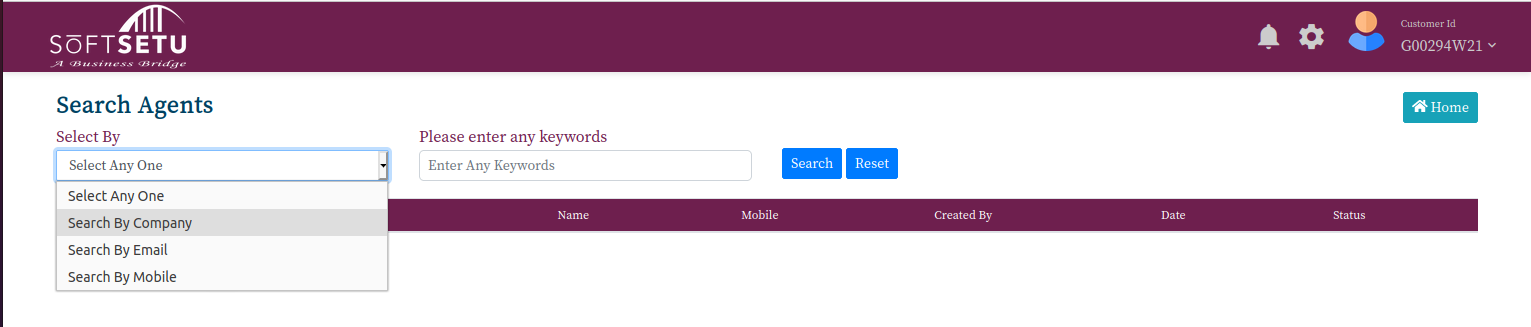 SŌFTSETU
A Business Bridge
Customer Id
G00294W21
Search Agents
Home
Select By
Please enter any keywords
Select Any One
Enter Any Keywords
Search
Reset
Select Any One
Search By Company
Search By Email
Search By Mobile
Name
Mobile
Created By
Date
Status